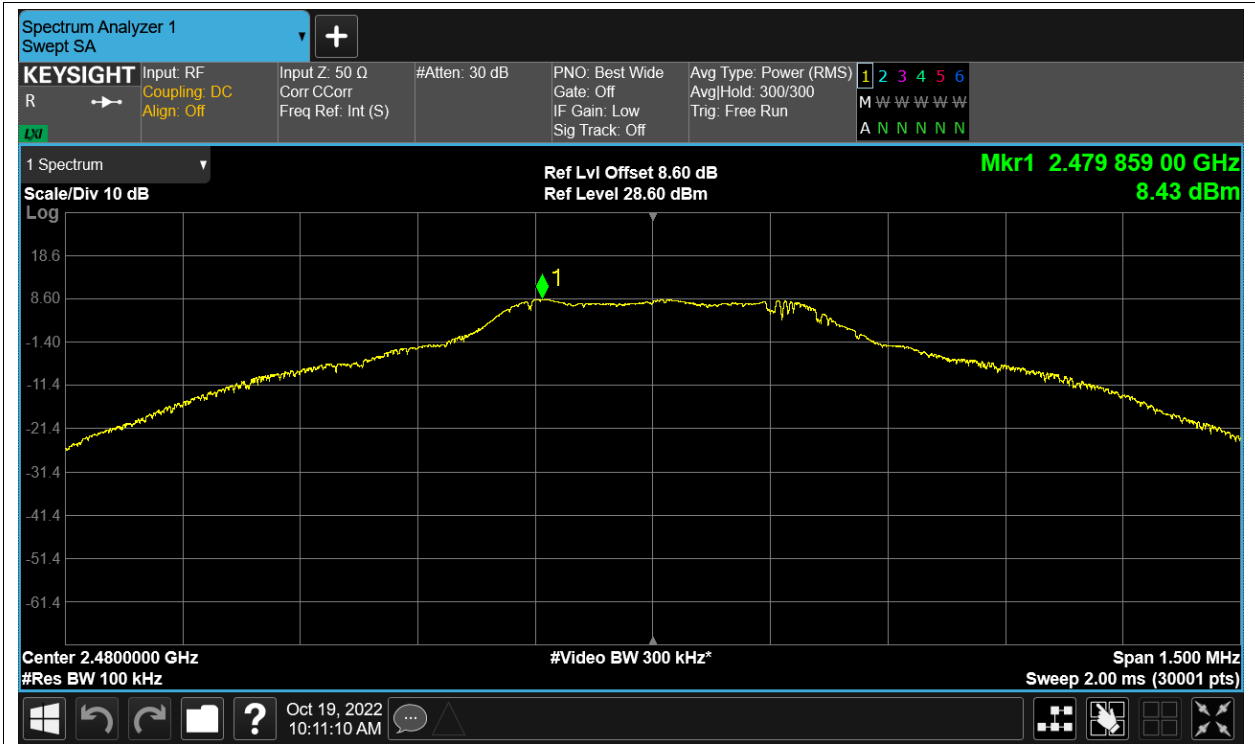 Spectrum Analyzer 1
Swept SA
+
KEYSIGHT
R
LXI
Input: RF
Coupling: DC
Align: Off
Input Z: 50 Ω
Corr CCorr
Freq Ref: Int (S)
#Atten: 30 dB
PNO: Best Wide
Gate: Off
IF Gain: Low
Sig Track: Off
Avg Type: Power (RMS)
Avg|Hold: 300/300
Trig: Free Run
1 2 3 4 5 6
M W W W W W
A N N N N N
1 Spectrum
Scale/Div 10 dB
Log
Ref Lvl Offset 8.60 dB
Ref Level 28.60 dBm
Mkr1 2.479 859 00 GHz
8.43 dBm
1
18.6
8.60
-1.40
-11.4
-21.4
-31.4
-41.4
-51.4
-61.4
Center 2.4800000 GHz
#Res BW 100 kHz
#Video BW 300 kHz*
Span 1.500 MHz
Sweep 2.00 ms (30001 pts)
?
Oct 19, 2022
10:11:10 AM